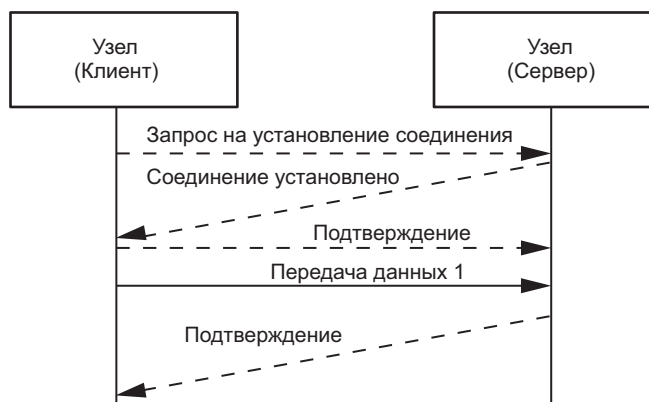 Узел
(Клиент)
Узел
(Сервер)
Запрос на установление соединения
Соединение установлено
Подтверждение
Передача данных 1
Подтверждение